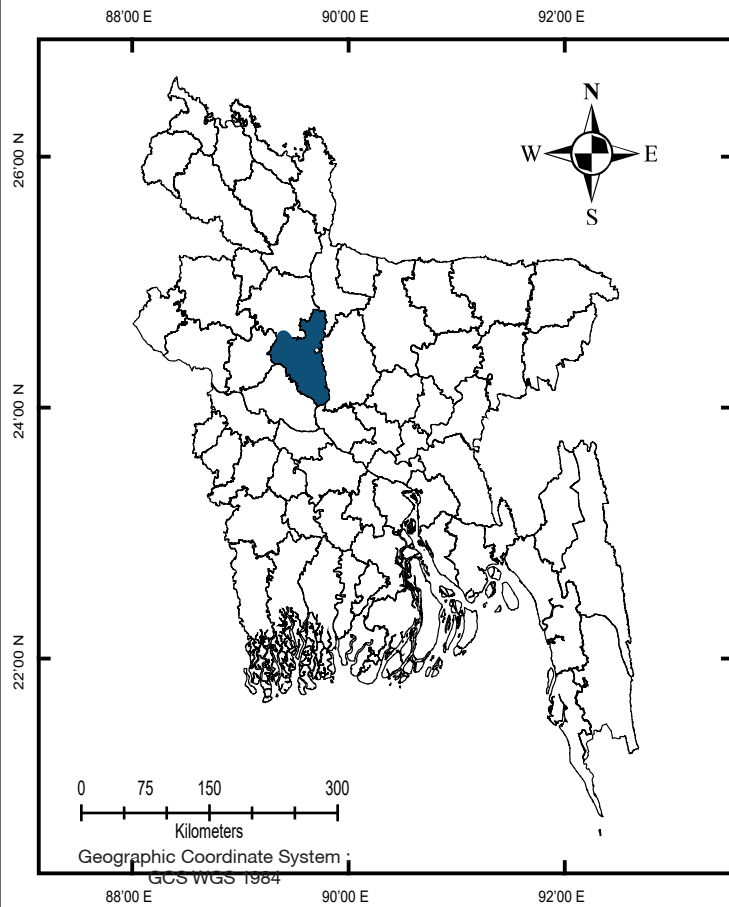 88'00 E 90'00 E 92'00 E
26'00 N
N
W E
S
24'00 N
22'00 N
0 75 150 300
Kilometers
Geographic Coordinate System :
GCS WGS 1984
88'00 E 90'00 E 92'00 E